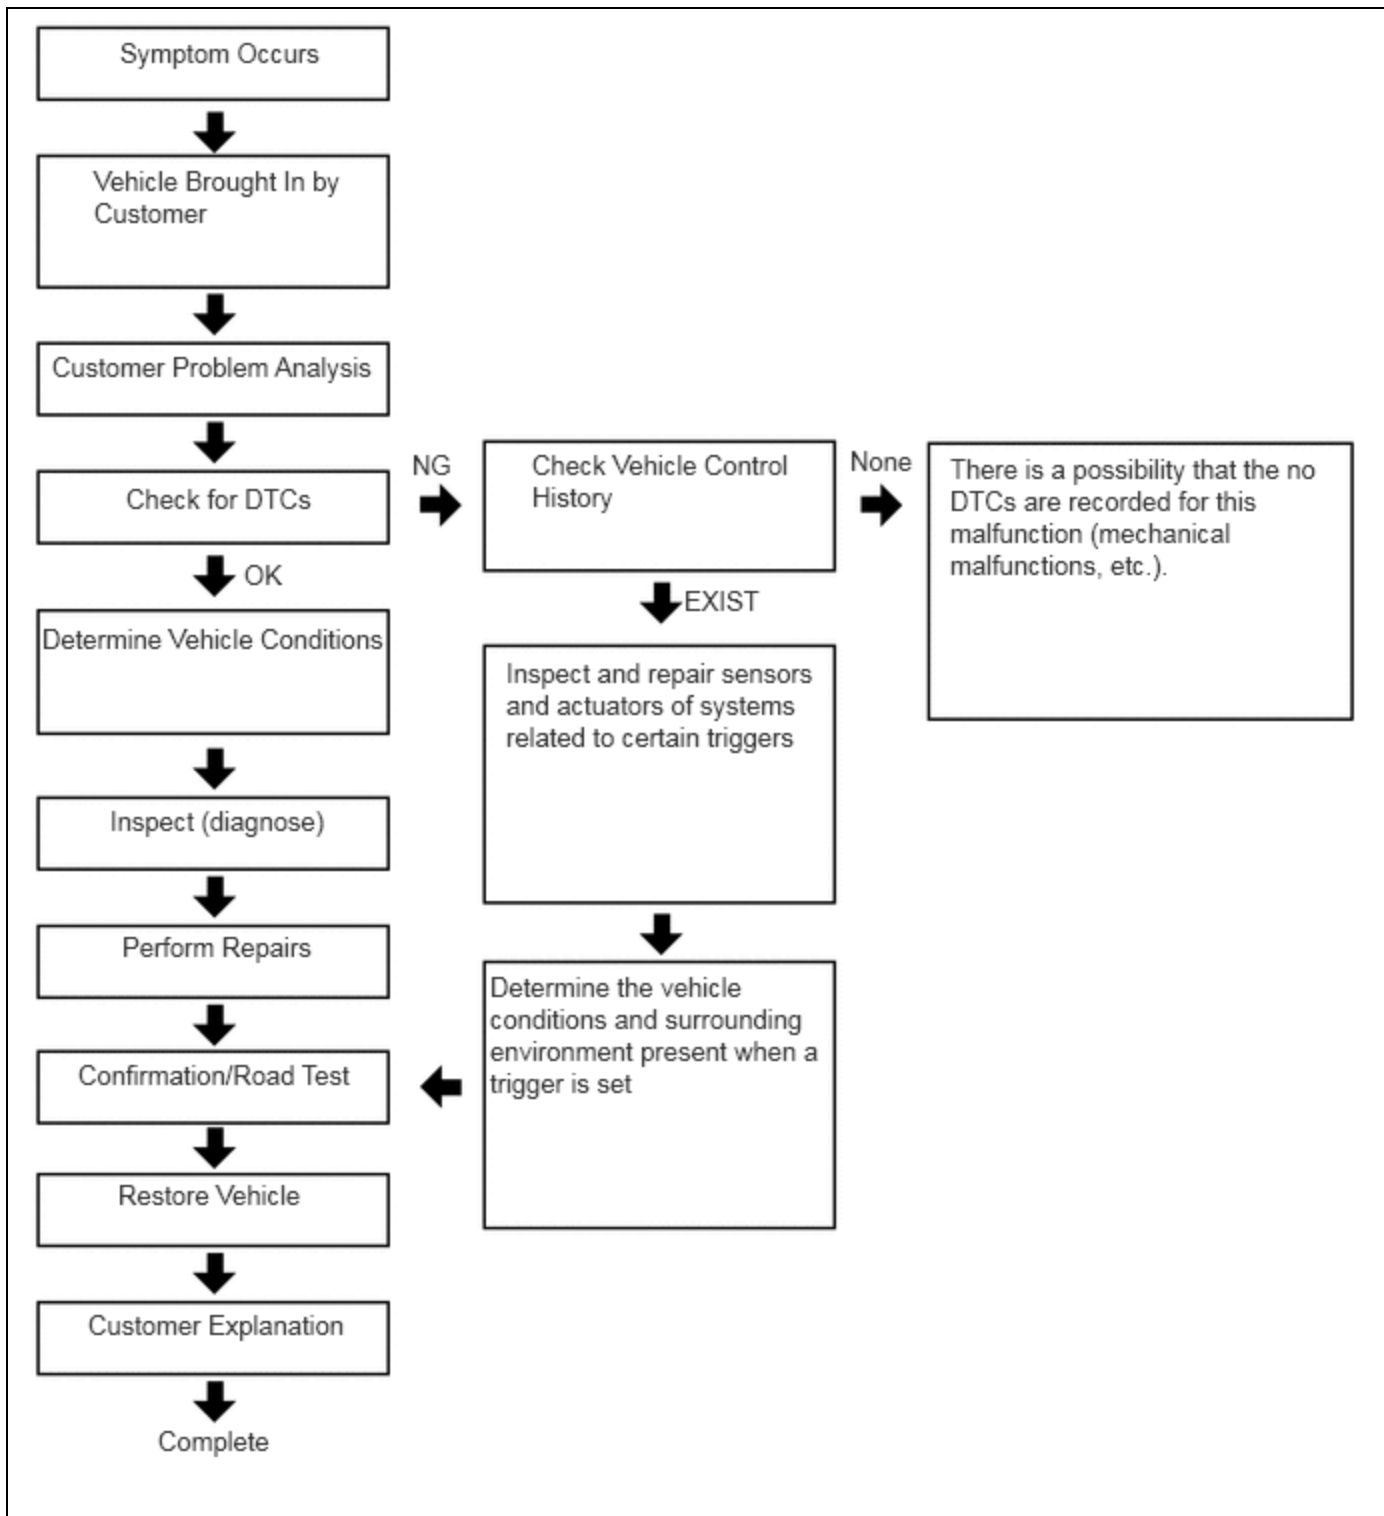 Symptom Occurs
Vehicle Brought In by
Customer
Customer Problem Analysis
Check for DTCs
NG
Check Vehicle Control
History
None
There is a possibility that the no
DTCs are recorded for this
malfunction (mechanical
malfunctions, etc.).
OK
EXIST
Determine Vehicle Conditions
Inspect and repair sensors
and actuators of systems
related to certain triggers
Inspect (diagnose)
Perform Repairs
Determine the vehicle
conditions and surrounding
environment present when a
trigger is set
Confirmation/Road Test
Restore Vehicle
Customer Explanation
Complete